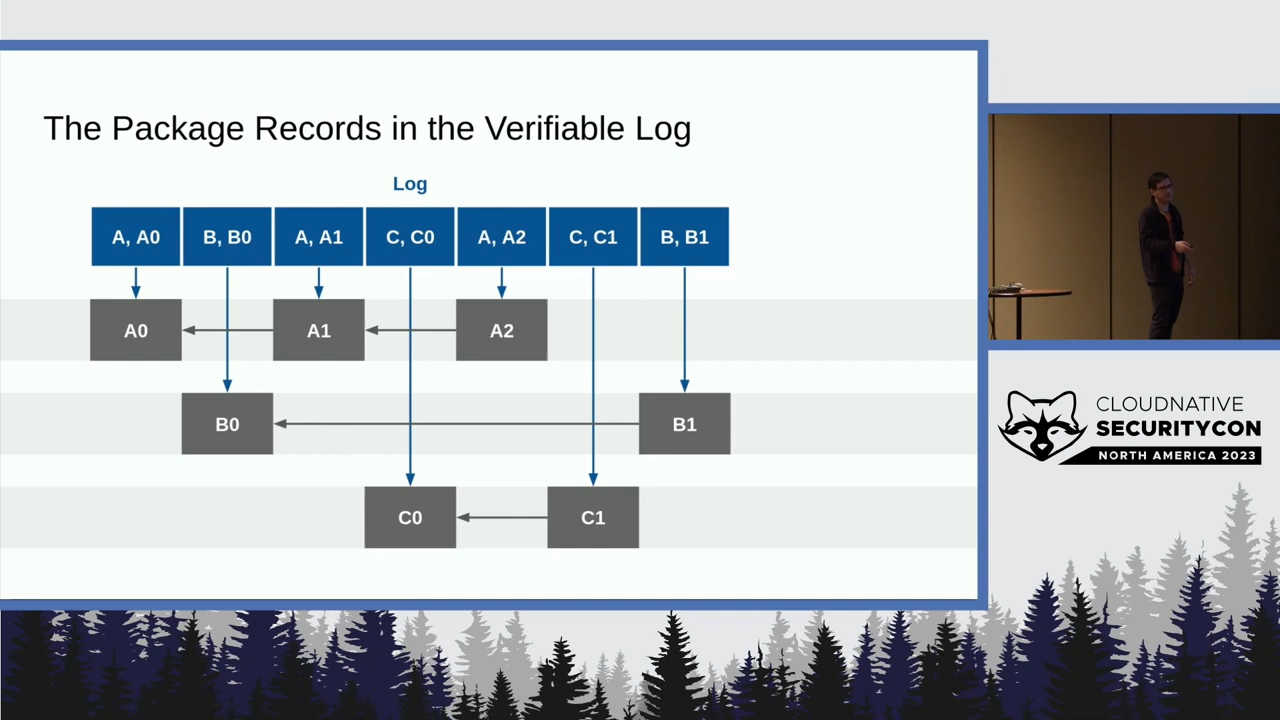 The Package Records in the Verifiable Log
Log
A, A0
B, B0
A, A1
C, C0
A, A2
C, C1
B, B1
A0
A1
A2
B0
B1
C0
C1
CLOUDNATIVE
SECURITYCON
NORTH AMERICA 2023